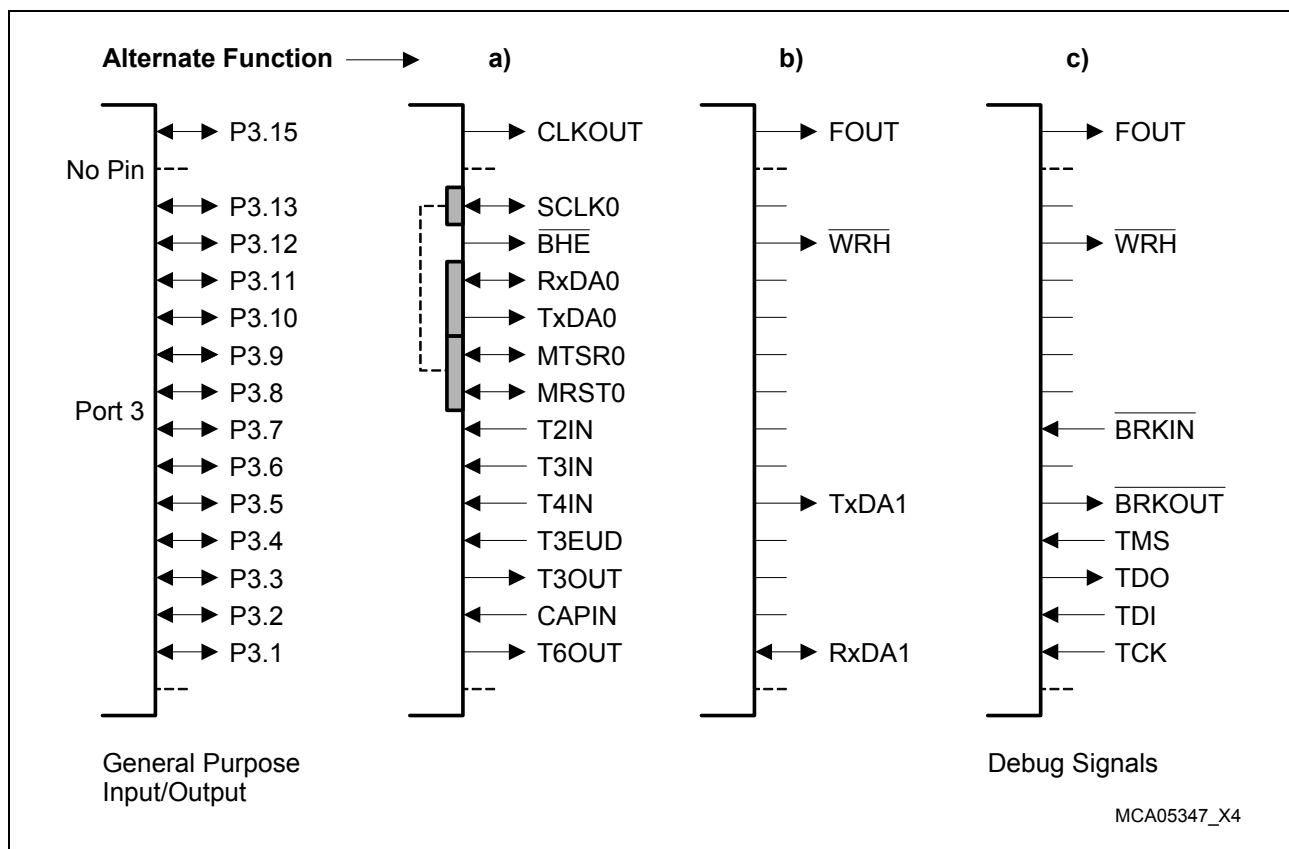 Alternate Function a) b) c)
P3.15 CLKOUT FOUT FOUT
No Pin
P3.13 SCLK0
P3.12 BHE WRH WRH
P3.11 RxDA0
P3.10 TxDA0
P3.9 MTSR0
P3.8 MRST0
Port 3
P3.7 T2IN BRKIN
P3.6 T3IN
P3.5 T4IN TxDA1 BRKOUT
P3.4 T3EUD TMS
P3.3 T3OUT TDO
P3.2 CAPIN TDI
P3.1 T6OUT RxDA1 TCK
General Purpose
Input/Output
Debug Signals
MCA05347_X4